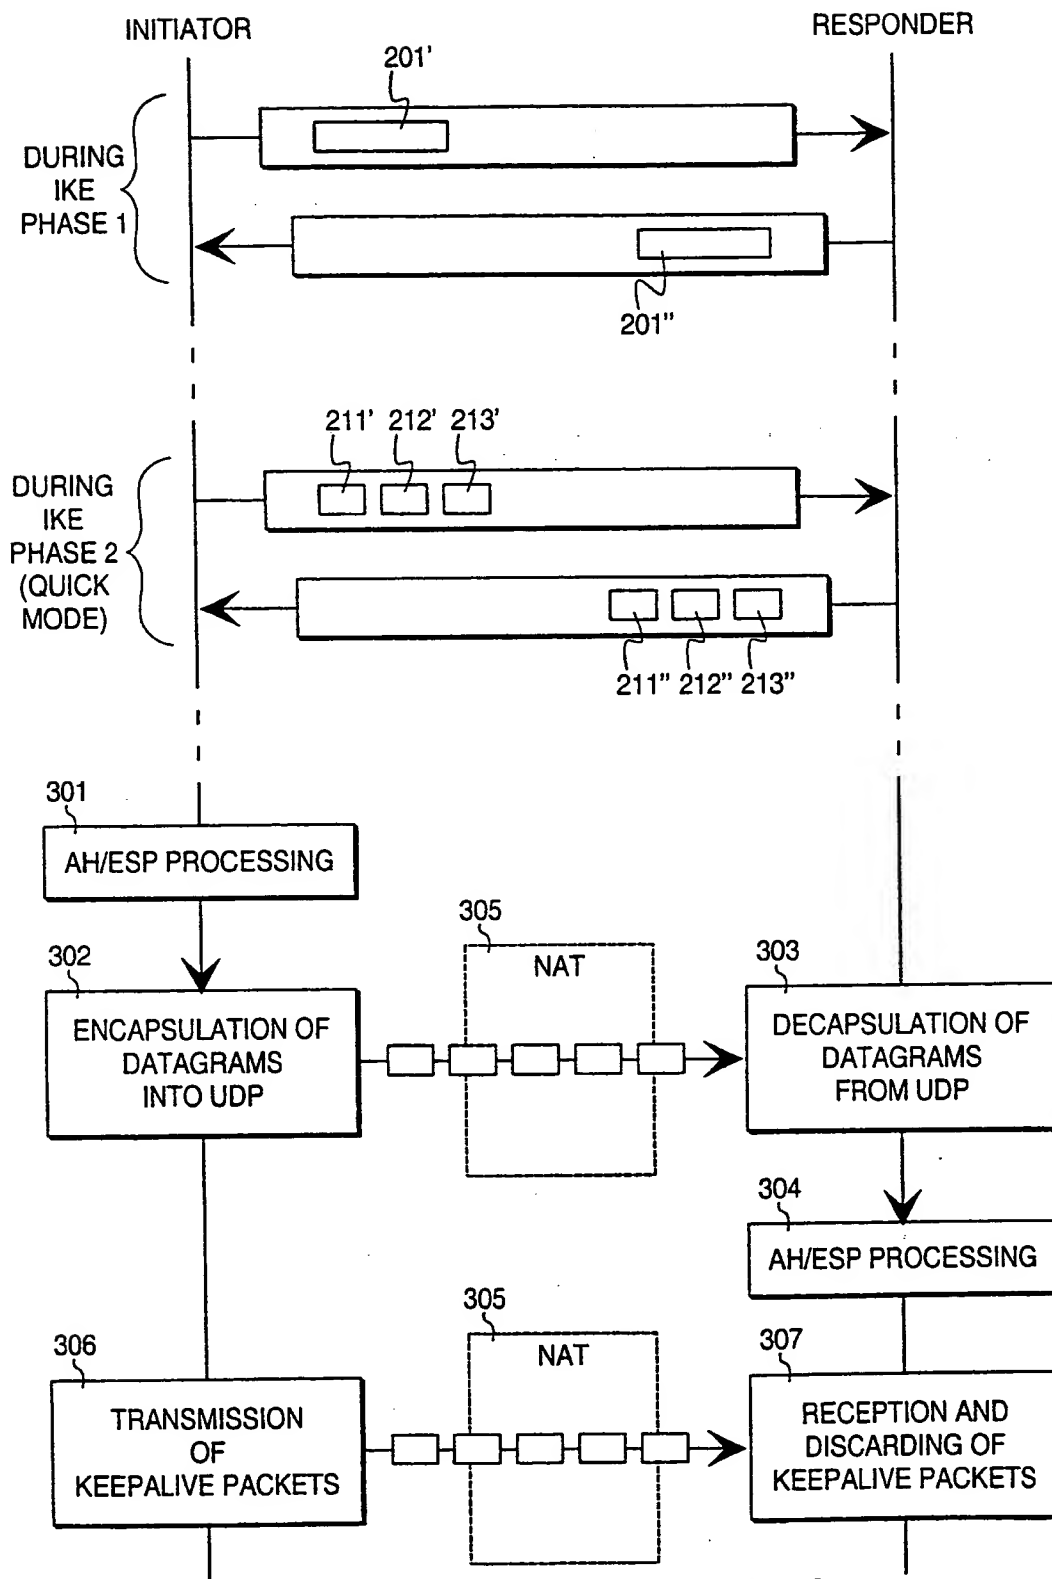 INITIATOR
RESPONDER
201'
DURING
IKE
PHASE 1
201"
211' 212' 213'
DURING
IKE
PHASE 2
(QUICK
MODE)
211" 212" 213"
301
AH/ESP PROCESSING
302
ENCAPSULATION OF
DATAGRAMS
INTO UDP
305
NAT
303
DECAPSULATION OF
DATAGRAMS
FROM UDP
304
AH/ESP PROCESSING
306
TRANSMISSION
OF
KEEPALIVE PACKETS
305
NAT
307
RECEPTION AND
DISCARDING OF
KEEPALIVE PACKETS